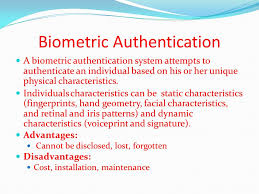 Biometric Authentication
A biometric authentication system attempts to
authenticate an individual based on his or her unique
physical characteristics.
Individuals characteristics can be static characteristics
(fingerprints, hand geometry, facial characteristics,
and retinal and iris patterns) and dynamic
characteristics (voiceprint and signature).
Advantages:
Cannot be disclosed, lost, forgotten
Disadvantages:
Cost, installation, maintenance